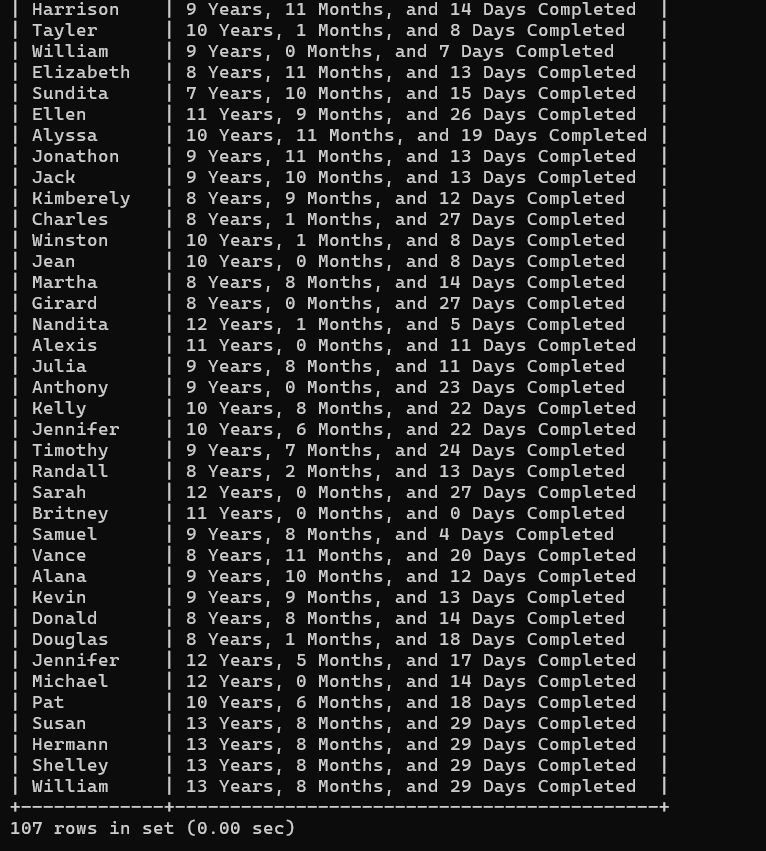 | Harrison    | 9 Years, 11 Months, and 14 Days Completed  |
| Tayler      | 10 Years, 1 Months, and 8 Days Completed   |
| William     | 9 Years, 0 Months, and 7 Days Completed    |
| Elizabeth   | 8 Years, 11 Months, and 13 Days Completed  |
| Sundita     | 7 Years, 10 Months, and 15 Days Completed  |
| Ellen       | 11 Years, 9 Months, and 26 Days Completed  |
| Alyssa      | 10 Years, 11 Months, and 19 Days Completed |
| Jonathon    | 9 Years, 11 Months, and 13 Days Completed  |
| Jack        | 9 Years, 10 Months, and 13 Days Completed  |
| Kimberely   | 8 Years, 9 Months, and 12 Days Completed   |
| Charles     | 8 Years, 1 Months, and 27 Days Completed   |
| Winston     | 10 Years, 1 Months, and 8 Days Completed   |
| Jean        | 10 Years, 0 Months, and 8 Days Completed   |
| Martha      | 8 Years, 8 Months, and 14 Days Completed   |
| Girard      | 8 Years, 0 Months, and 27 Days Completed   |
| Nandita     | 12 Years, 1 Months, and 5 Days Completed   |
| Alexis      | 11 Years, 0 Months, and 11 Days Completed  |
| Julia       | 9 Years, 8 Months, and 11 Days Completed   |
| Anthony     | 9 Years, 0 Months, and 23 Days Completed   |
| Kelly       | 10 Years, 8 Months, and 22 Days Completed  |
| Jennifer    | 10 Years, 6 Months, and 22 Days Completed  |
| Timothy     | 9 Years, 7 Months, and 24 Days Completed   |
| Randall     | 8 Years, 2 Months, and 13 Days Completed   |
| Sarah       | 12 Years, 0 Months, and 27 Days Completed  |
| Britney     | 11 Years, 0 Months, and 0 Days Completed   |
| Samuel      | 9 Years, 8 Months, and 4 Days Completed    |
| Vance       | 8 Years, 11 Months, and 20 Days Completed  |
| Alana       | 9 Years, 10 Months, and 12 Days Completed  |
| Kevin       | 9 Years, 9 Months, and 13 Days Completed   |
| Donald      | 8 Years, 8 Months, and 14 Days Completed   |
| Douglas     | 8 Years, 1 Months, and 18 Days Completed   |
| Jennifer    | 12 Years, 5 Months, and 17 Days Completed  |
| Michael     | 12 Years, 0 Months, and 14 Days Completed  |
| Pat         | 10 Years, 6 Months, and 18 Days Completed  |
| Susan       | 13 Years, 8 Months, and 29 Days Completed  |
| Hermann     | 13 Years, 8 Months, and 29 Days Completed  |
| Shelley     | 13 Years, 8 Months, and 29 Days Completed  |
| William     | 13 Years, 8 Months, and 29 Days Completed  |
+-------------+--------------------------------------------+
107 rows in set (0.00 sec)